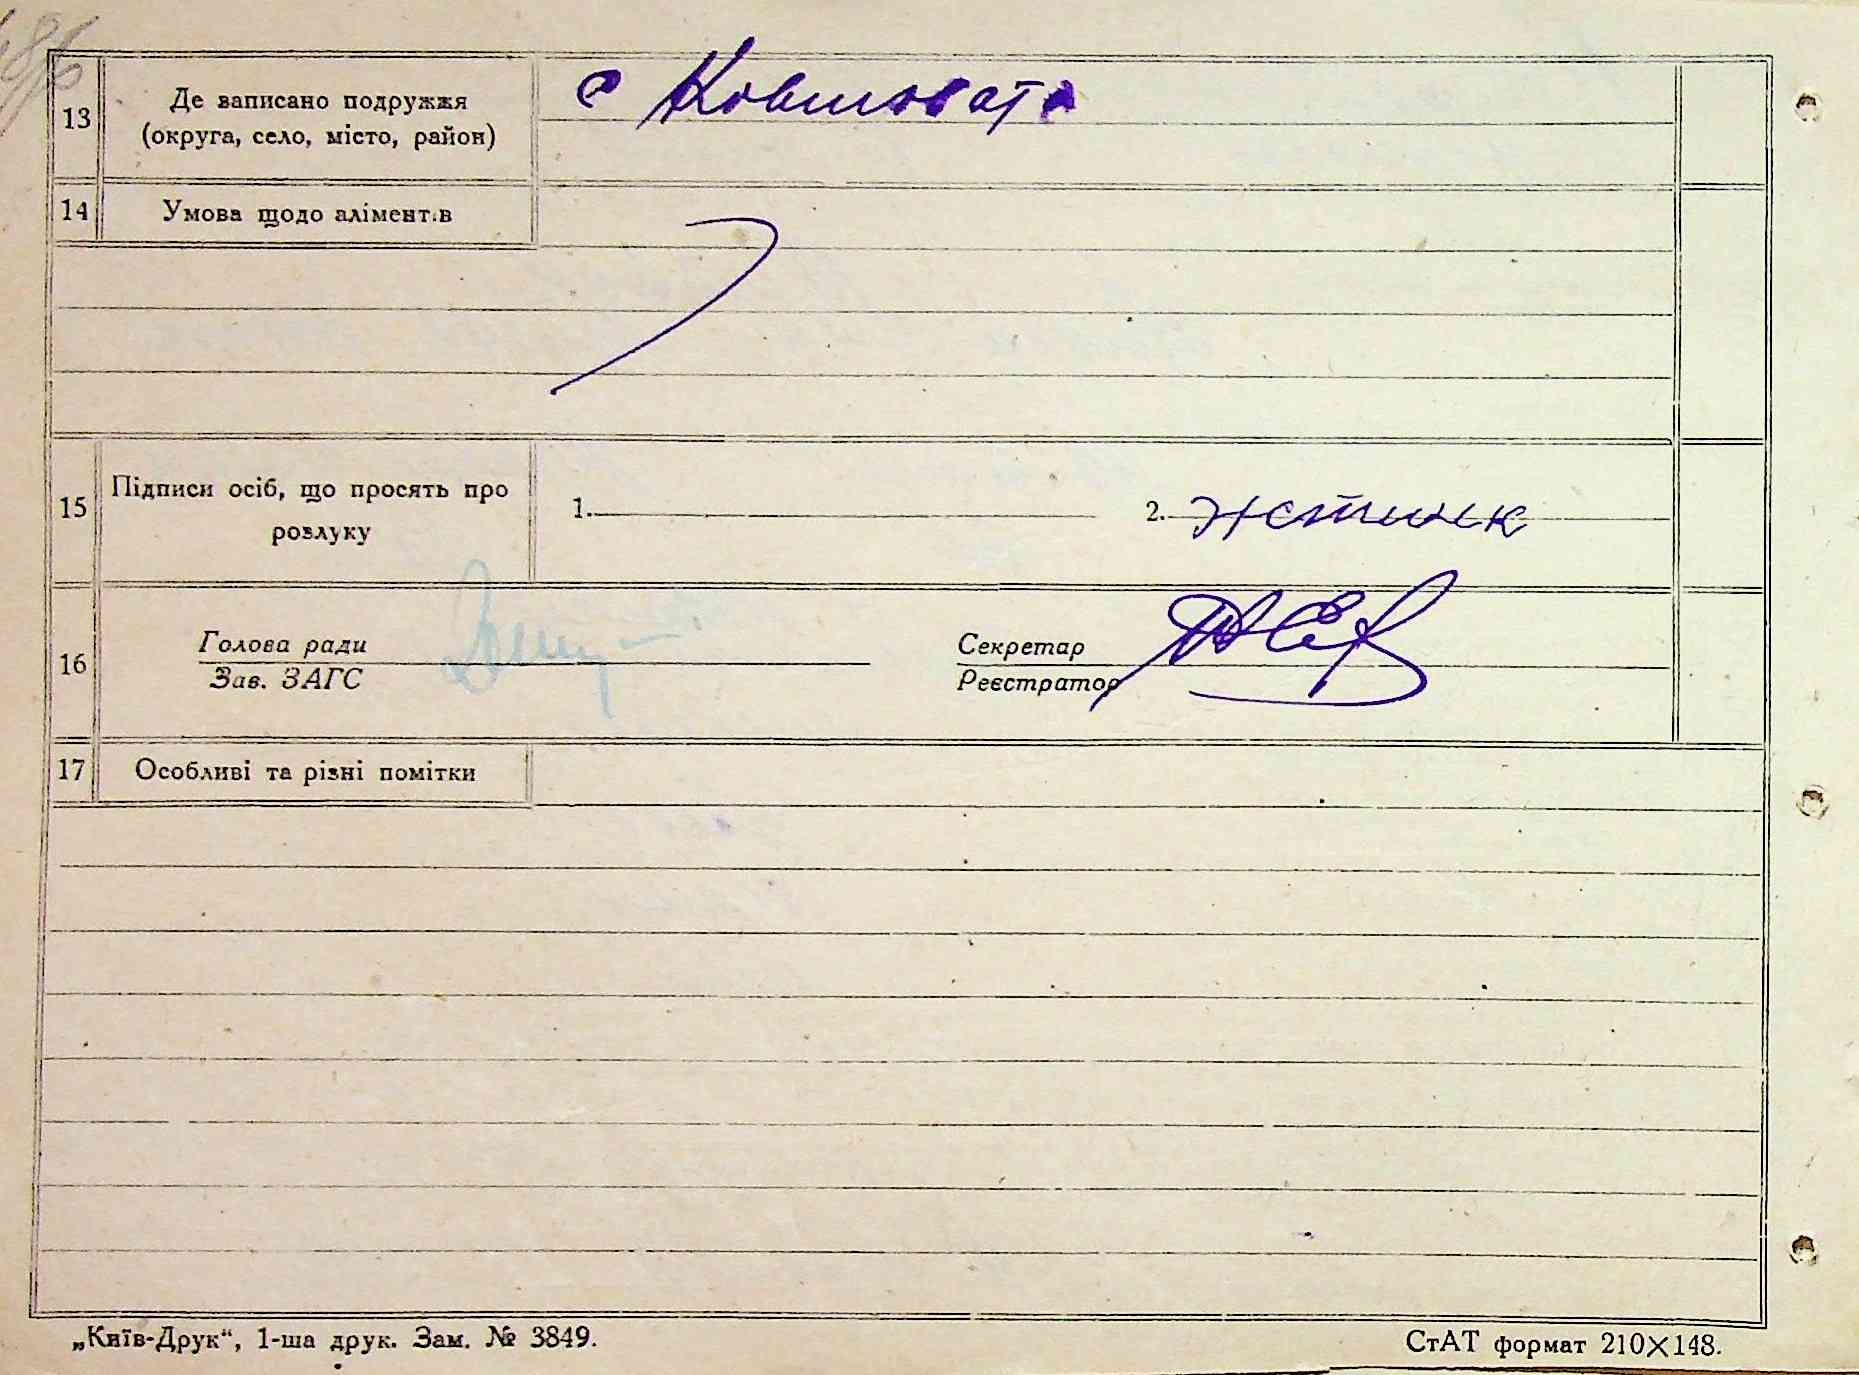 13 Де записано подружжя
(округа, село, місто, район)
с Ковшовата
14 Умова щодо аліментів
15 Підписи осіб, що просять про
розлуку
1. 2.
16 Голова ради
Зав. ЗАГС
Секретар
Реєстратор
17 Особливі та різні помітки
„Київ-Друк“, 1-ша друк. Зам. № 3849.
СтАТ формат 210×148.